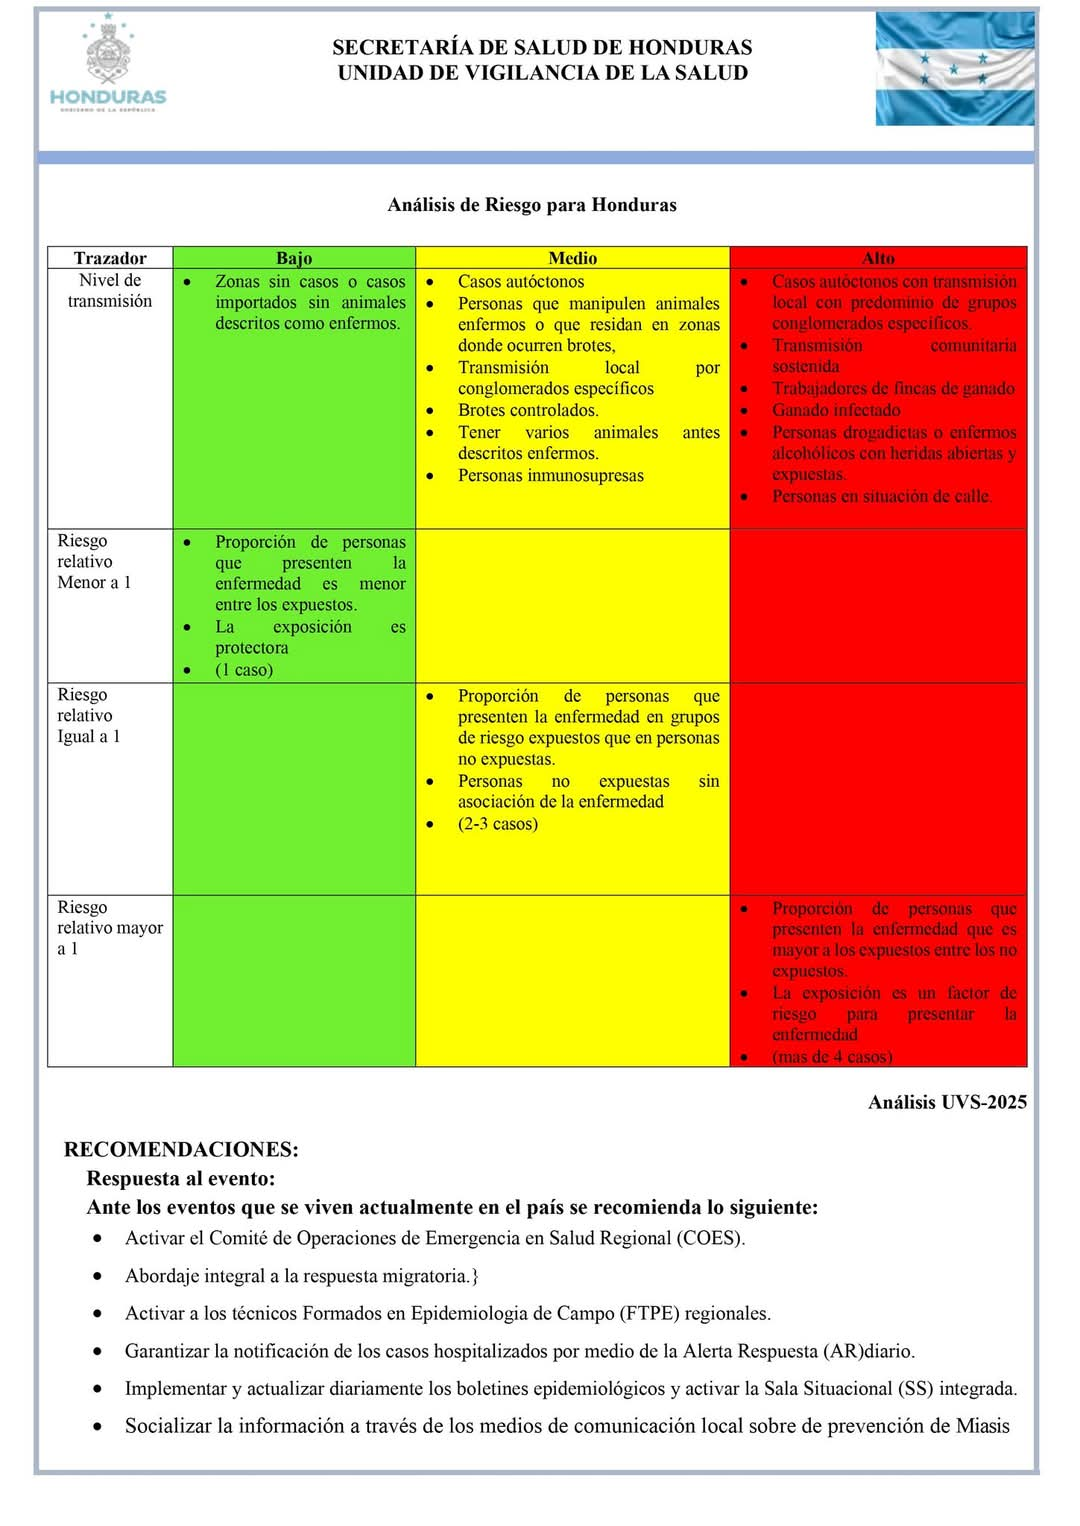 HONDURAS
GOBIERNO DE LA REPÚBLICA
SECRETARÍA DE SALUD DE HONDURAS
UNIDAD DE VIGILANCIA DE LA SALUD
Análisis de Riesgo para Honduras
Trazador
Bajo
Medio
Alto
Nivel de
transmisión
• Zonas sin casos o casos
importados sin animales
descritos como enfermos.
• Casos autóctonos
• Personas que manipulen animales
enfermos o que residan en zonas
donde ocurren brotes,
• Transmisión local por
conglomerados específicos
• Brotes controlados.
• Tener varios animales antes
descritos enfermos.
• Personas inmunosupresas
• Casos autóctonos con transmisión
local con predominio de grupos
conglomerados específicos.
• Transmisión comunitaria
sostenida
• Trabajadores de fincas de ganado
• Ganado infectado
• Personas drogadictas o enfermos
alcohólicos con heridas abiertas y
expuestas.
• Personas en situación de calle.
Riesgo
relativo
Menor a 1
• Proporción de personas
que presenten la
enfermedad es menor
entre los expuestos.
• La exposición es
protectora
• (1 caso)
Riesgo
relativo
Igual a 1
• Proporción de personas que
presenten la enfermedad en grupos
de riesgo expuestos que en personas
no expuestas.
• Personas no expuestas sin
asociación de la enfermedad
• (2-3 casos)
Riesgo
relativo mayor
a 1
• Proporción de personas que
presenten la enfermedad que es
mayor a los expuestos entre los no
expuestos.
• La exposición es un factor de
riesgo para presentar la
enfermedad
• (mas de 4 casos)
Análisis UVS-2025
RECOMENDACIONES:
Respuesta al evento:
Ante los eventos que se viven actualmente en el país se recomienda lo siguiente:
• Activar el Comité de Operaciones de Emergencia en Salud Regional (COES).
• Abordaje integral a la respuesta migratoria.}
• Activar a los técnicos Formados en Epidemiologia de Campo (FTPE) regionales.
• Garantizar la notificación de los casos hospitalizados por medio de la Alerta Respuesta (AR)diario.
• Implementar y actualizar diariamente los boletines epidemiológicos y activar la Sala Situacional (SS) integrada.
• Socializar la información a través de los medios de comunicación local sobre de prevención de Miasis